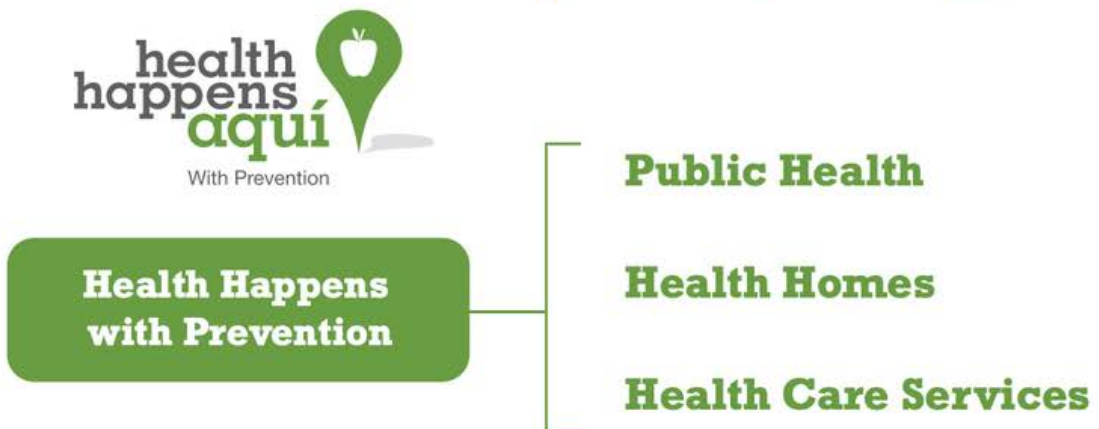 health
happens
aquí
With Prevention
Public Health
Health Happens
with Prevention
Health Homes
Health Care Services